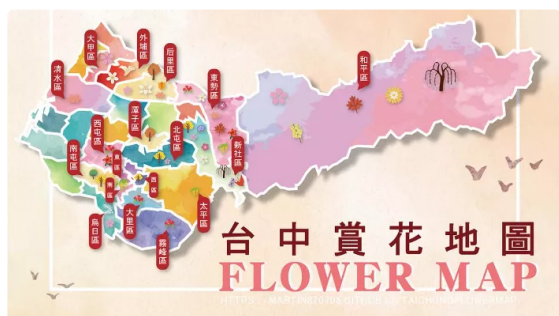 大甲區
外埔區
后里區
清水區
東勢區
和平區
潭子區
西屯區
北屯區
新社區
南屯區
東區
西區
南區
烏日區
大里區
太平區
霧峰區
台中賞花地圖
FLOWER MAP